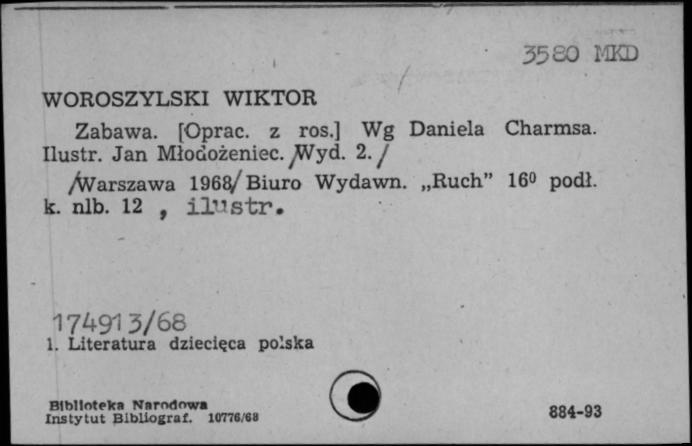 3580 MKD
WOROSZYLSKI WIKTOR
Zabawa. [Oprac. z ros.] Wg Daniela Charmsa.
Ilustr. Jan Młodożeniec. /Wyd. 2./
/Warszawa 1968/ Biuro Wydawn. „Ruch” 16⁰ podł.
k. nlb. 12 , ilustr.
174913/68
1. Literatura dziecięca polska
Biblioteka Narodowa
Instytut Bibliograf. 10776/68
884-93